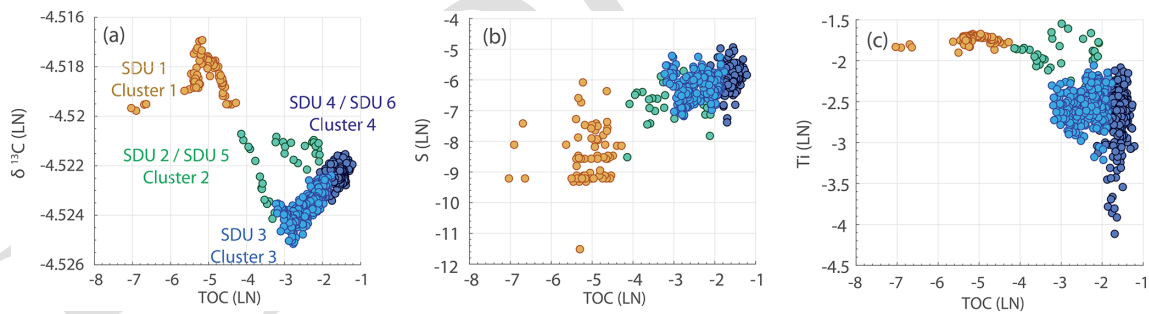 (a)
-4.516
-4.518
-4.52
-4.522
-4.524
-4.526
δ ¹³C (LN)
SDU 1
Cluster 1
SDU 4 / SDU 6
Cluster 4
SDU 2 / SDU 5
Cluster 2
SDU 3
Cluster 3
-8 -7 -6 -5 -4 -3 -2 -1
TOC (LN)
(b)
-4
-5
-6
-7
-8
-9
-10
-11
-12
S (LN)
-8 -7 -6 -5 -4 -3 -2 -1
TOC (LN)
(c)
-1.5
-2
-2.5
-3
-3.5
-4
-4.5
Ti (LN)
-8 -7 -6 -5 -4 -3 -2 -1
TOC (LN)